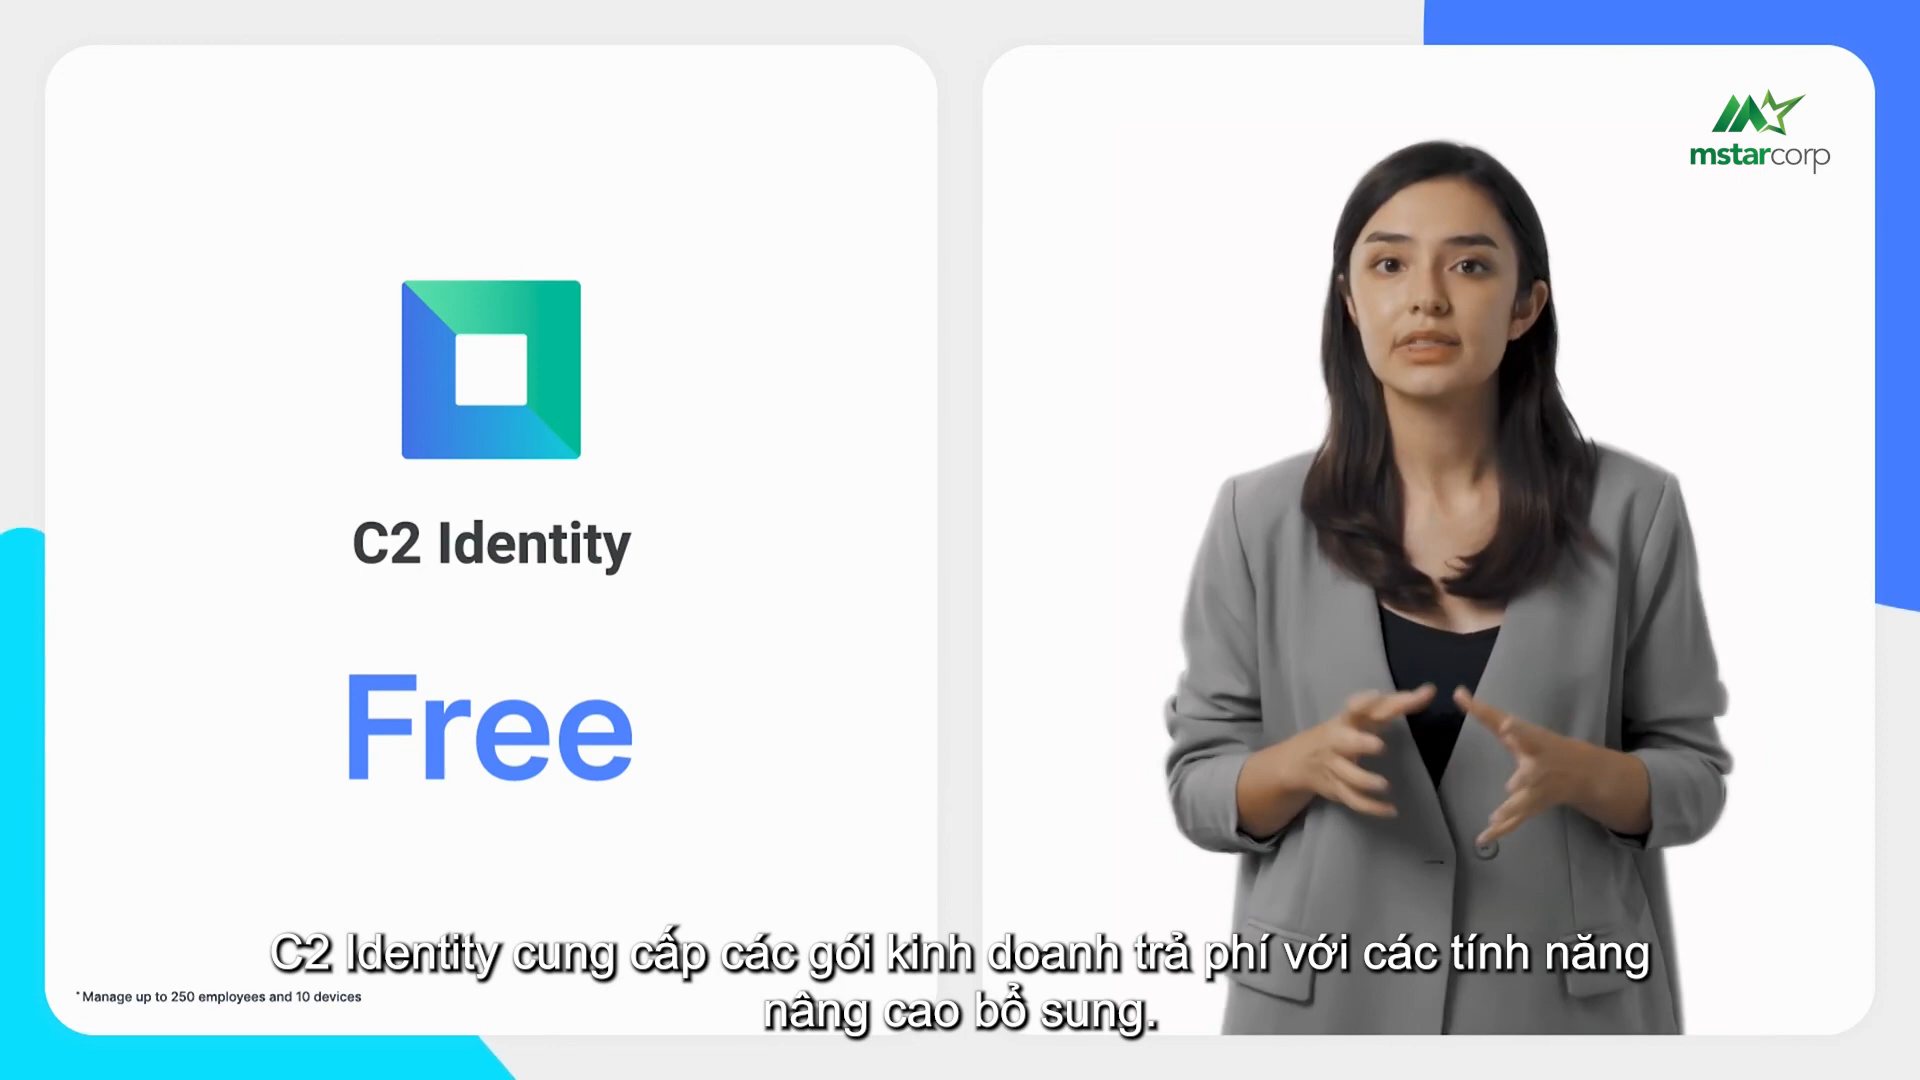 mstarcorp
C2 Identity
Free
C2 Identity cung cấp các gói kinh doanh trả phí với các tính năng
nâng cao bổ sung.
*Manage up to 250 employees and 10 devices